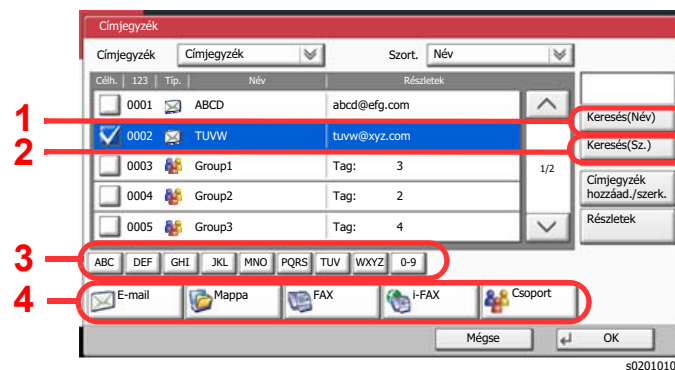 Címjegyzék
Címjegyzék Címjegyzék Szort. Név
Célh. 123 Típ. Név Részletek
0001 ABCD abcd@efg.com
1 Keresés(Név)
0002 TUVW tuvw@xyz.com
2 Keresés(Sz.)
0003 Group1 Tag: 3 1/2
Címjegyzék
hozzáad./szerk.
0004 Group2 Tag: 2
Részletek
0005 Group3 Tag: 4
3 ABC DEF GHI JKL MNO PQRS TUV WXYZ 0-9
4 E-mail Mappa FAX i-FAX Csoport
Mégse OK
s0201010